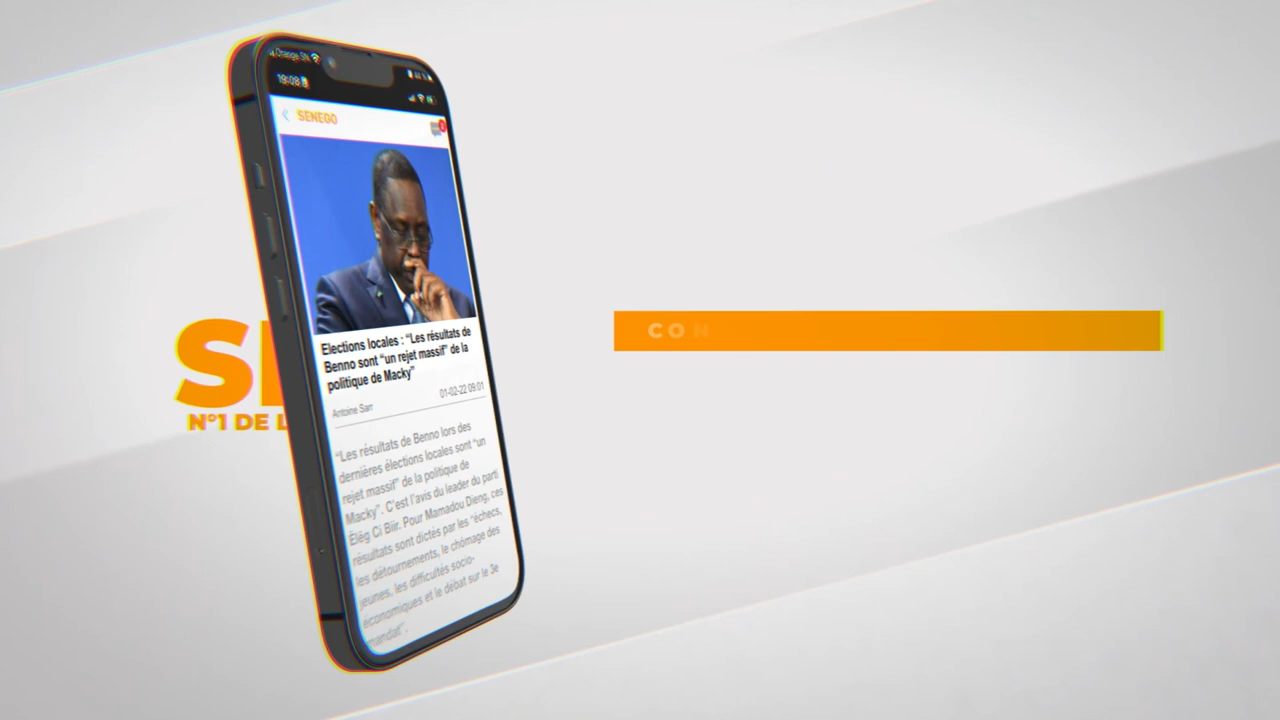 Orange SN
19:08
SENEGO
Elections locales : “Les résultats de
Benno sont “un rejet massif” de la
politique de Macky”
Antoine Sarr
01-02-22 09:01
“Les résultats de Benno lors des
dernières élections locales sont “un
rejet massif” de la politique de
Macky”. C’est l’avis du leader du parti
Élëg Ci Biir. Pour Mamadou Dieng, ces
résultats sont dictés par les “échecs,
les détournements, le chômage des
jeunes, les difficultés socio-
économiques et le débat sur le 3e
mandat”.
SE
N°1 DE L
CON